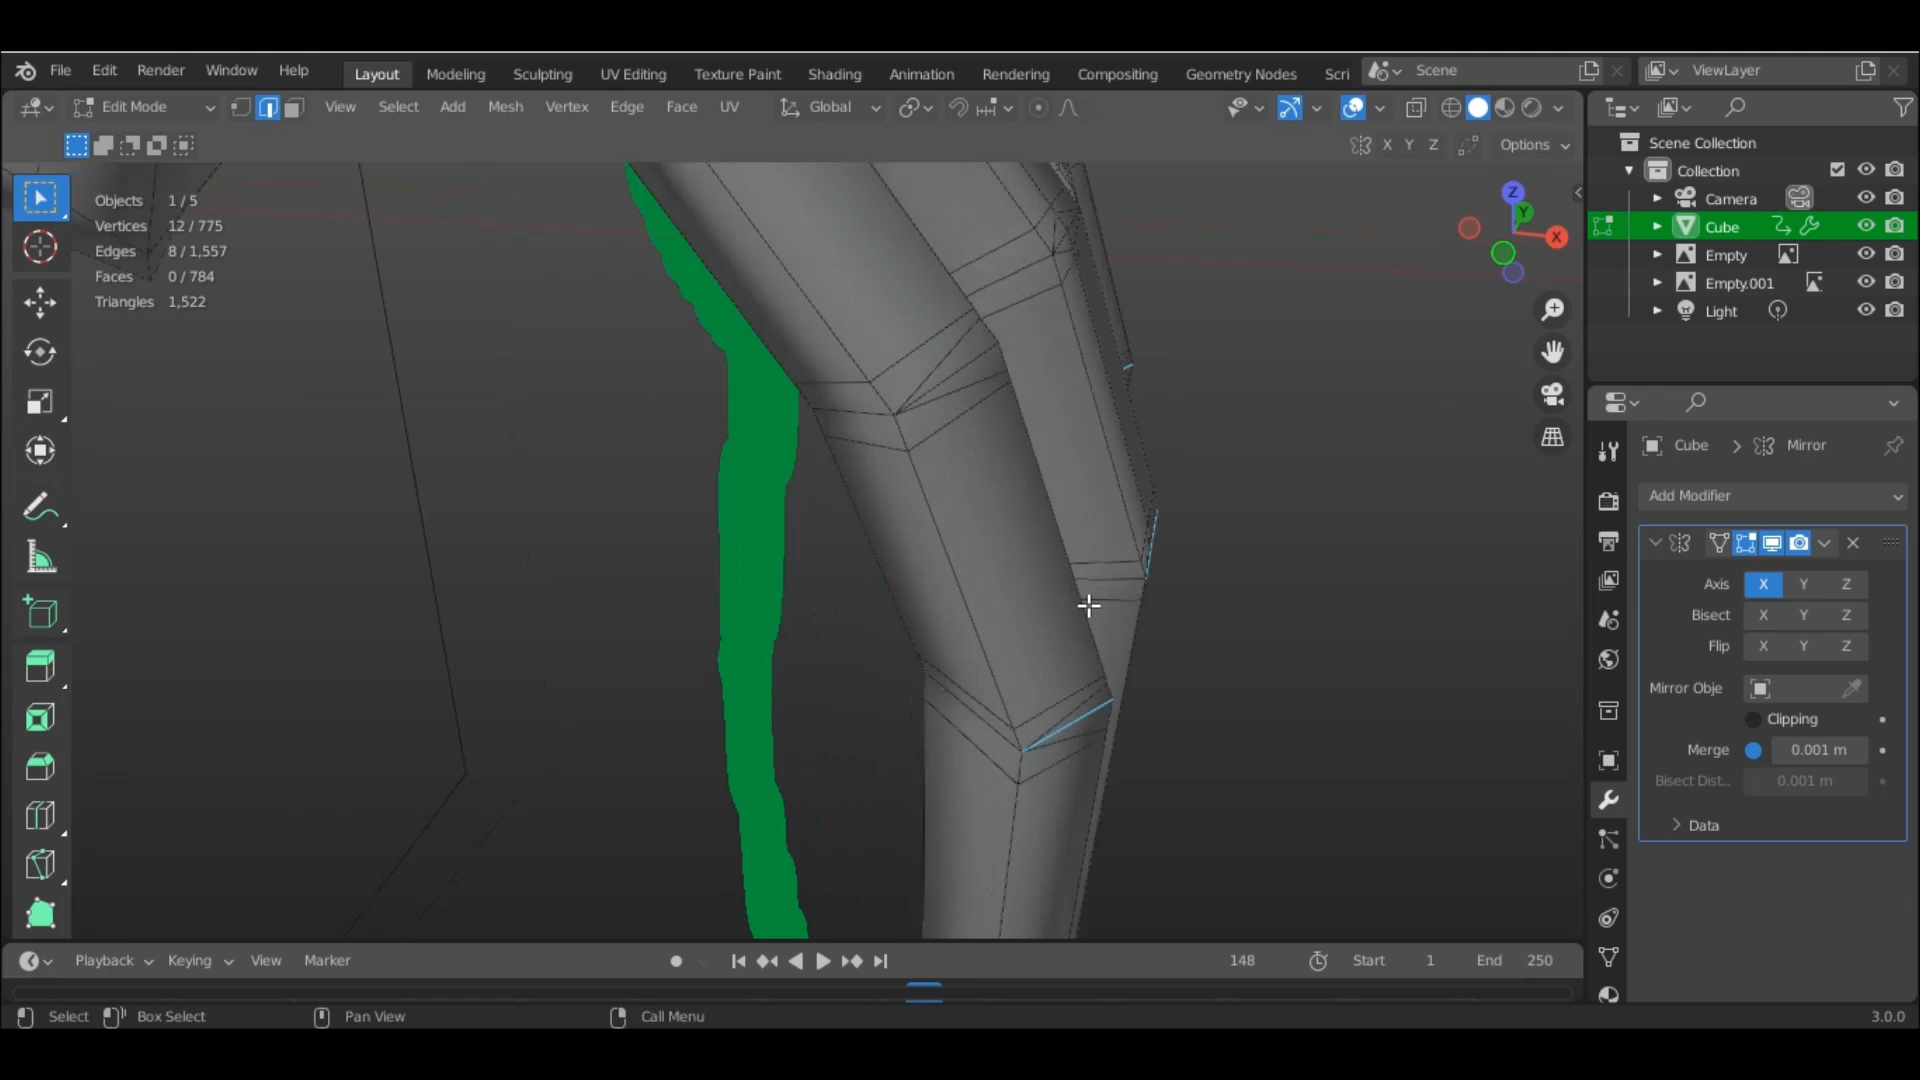 File Edit Render Window Help Layout Modeling Sculpting UV Editing Texture Paint Shading Animation Rendering Compositing Geometry Nodes Scri Scene ViewLayer
Edit Mode View Select Add Mesh Vertex Edge Face UV Global
X Y Z Options
Scene Collection
Collection
Camera
Cube
Empty
Empty.001
Light
Objects 1 / 5
Vertices 12 / 775
Edges 8 / 1,557
Faces 0 / 784
Triangles 1,522
Z
Y
X
Cube > Mirror
Add Modifier
Axis X Y Z
Bisect X Y Z
Flip X Y Z
Mirror Obje
Clipping
Merge 0.001 m
Bisect Dist.. 0.001 m
Data
Playback Keying View Marker 148 Start 1 End 250
Select Box Select Pan View Call Menu 3.0.0